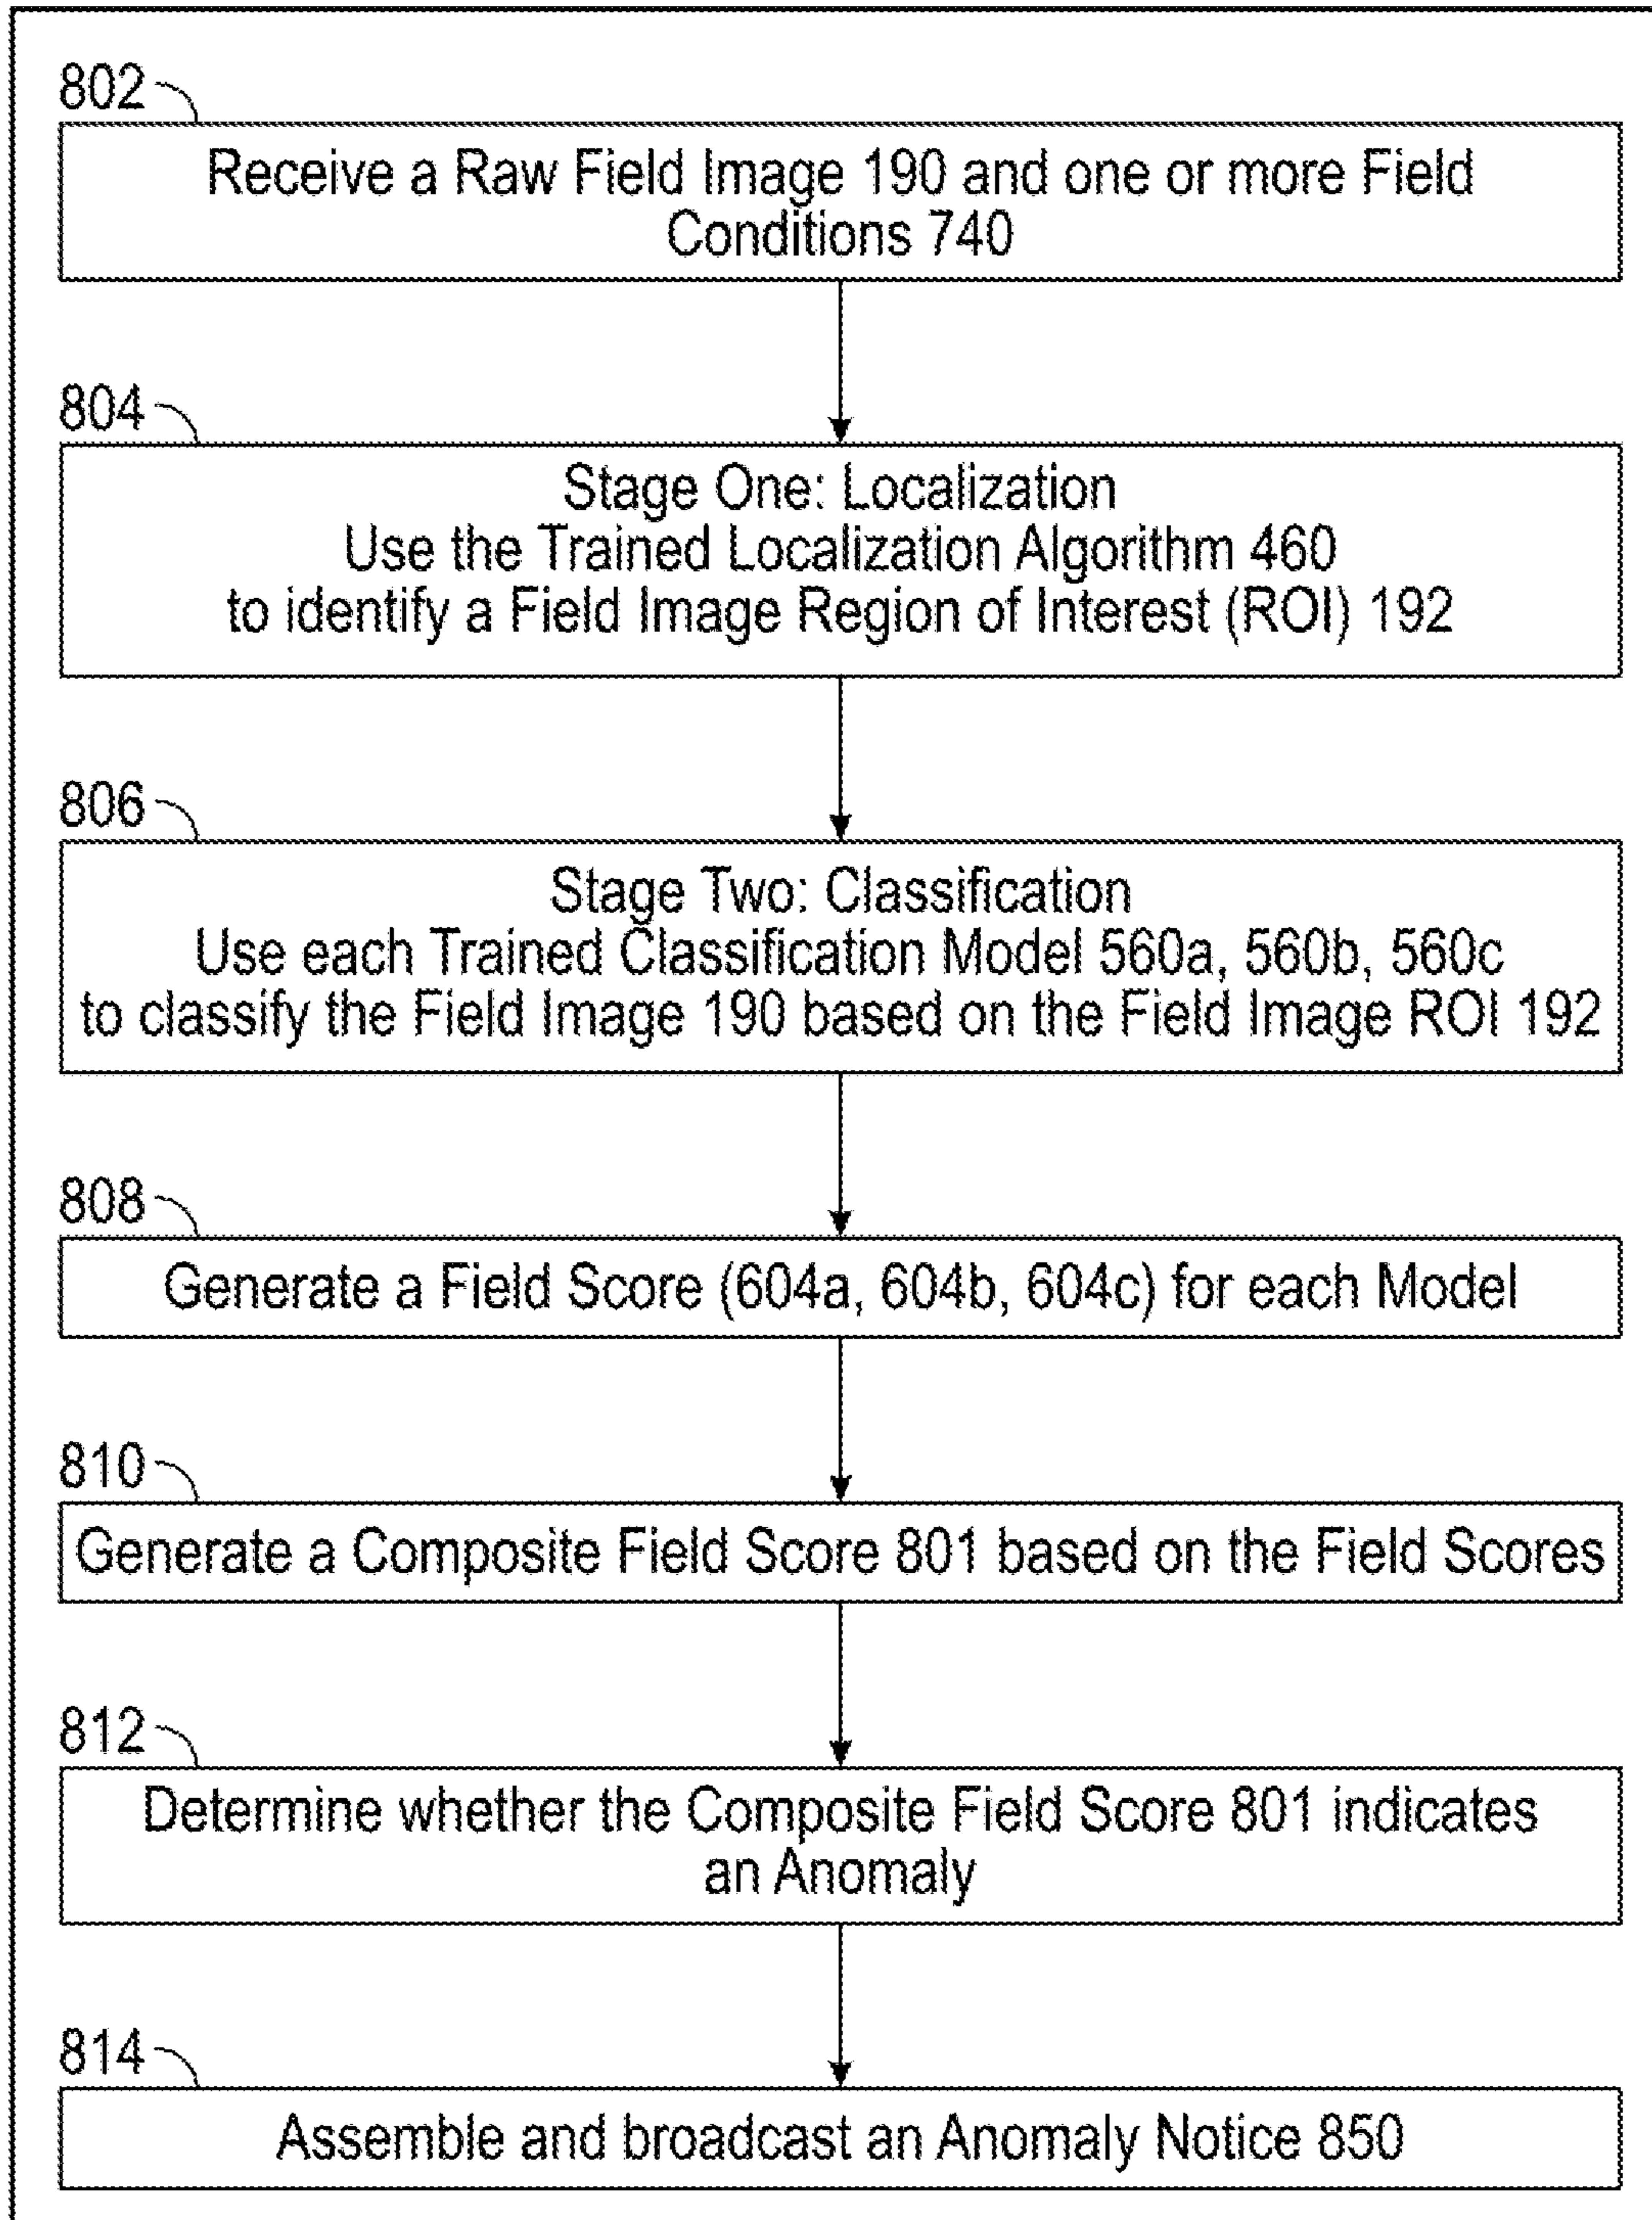 802
Receive a Raw Field Image 190 and one or more Field
Conditions 740
804
Stage One: Localization
Use the Trained Localization Algorithm 460
to identify a Field Image Region of Interest (ROI) 192
806
Stage Two: Classification
Use each Trained Classification Model 560a, 560b, 560c
to classify the Field Image 190 based on the Field Image ROI 192
808
Generate a Field Score (604a, 604b, 604c) for each Model
810
Generate a Composite Field Score 801 based on the Field Scores
812
Determine whether the Composite Field Score 801 indicates
an Anomaly
814
Assemble and broadcast an Anomaly Notice 850